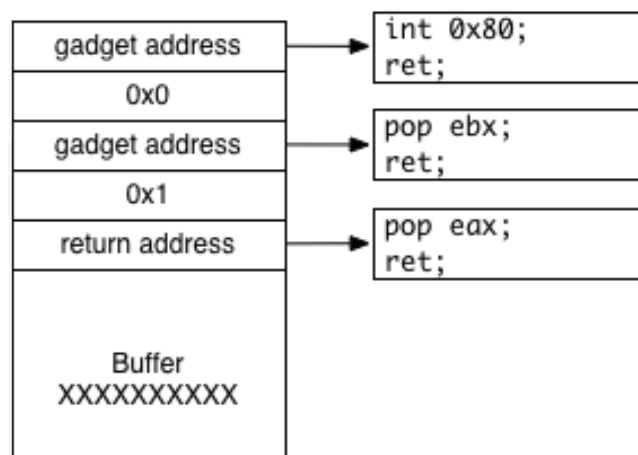 gadget address
int 0x80;
ret;
0x0
gadget address
pop ebx;
ret;
0x1
return address
pop eax;
ret;
Buffer
XXXXXXXXXX